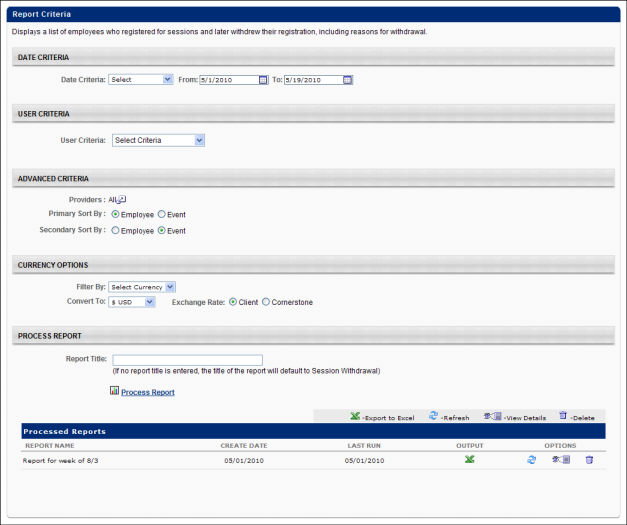 Report Criteria
Displays a list of employees who registered for sessions and later withdrew their registration, including reasons for withdrawal.
DATE CRITERIA
Date Criteria: Select From: 5/1/2010 To: 5/19/2010
USER CRITERIA
User Criteria: Select Criteria
ADVANCED CRITERIA
Providers : All
Primary Sort By : Employee Event
Secondary Sort By : Employee Event
CURRENCY OPTIONS
Filter By: Select Currency
Convert To: $ USD Exchange Rate: Client Cornerstone
PROCESS REPORT
Report Title:
(If no report title is entered, the title of the report will default to Session Withdrawal)
Process Report
-Export to Excel -Refresh -View Details -Delete
Processed Reports
REPORT NAME CREATE DATE LAST RUN OUTPUT OPTIONS
Report for week of 8/3 05/01/2010 05/01/2010